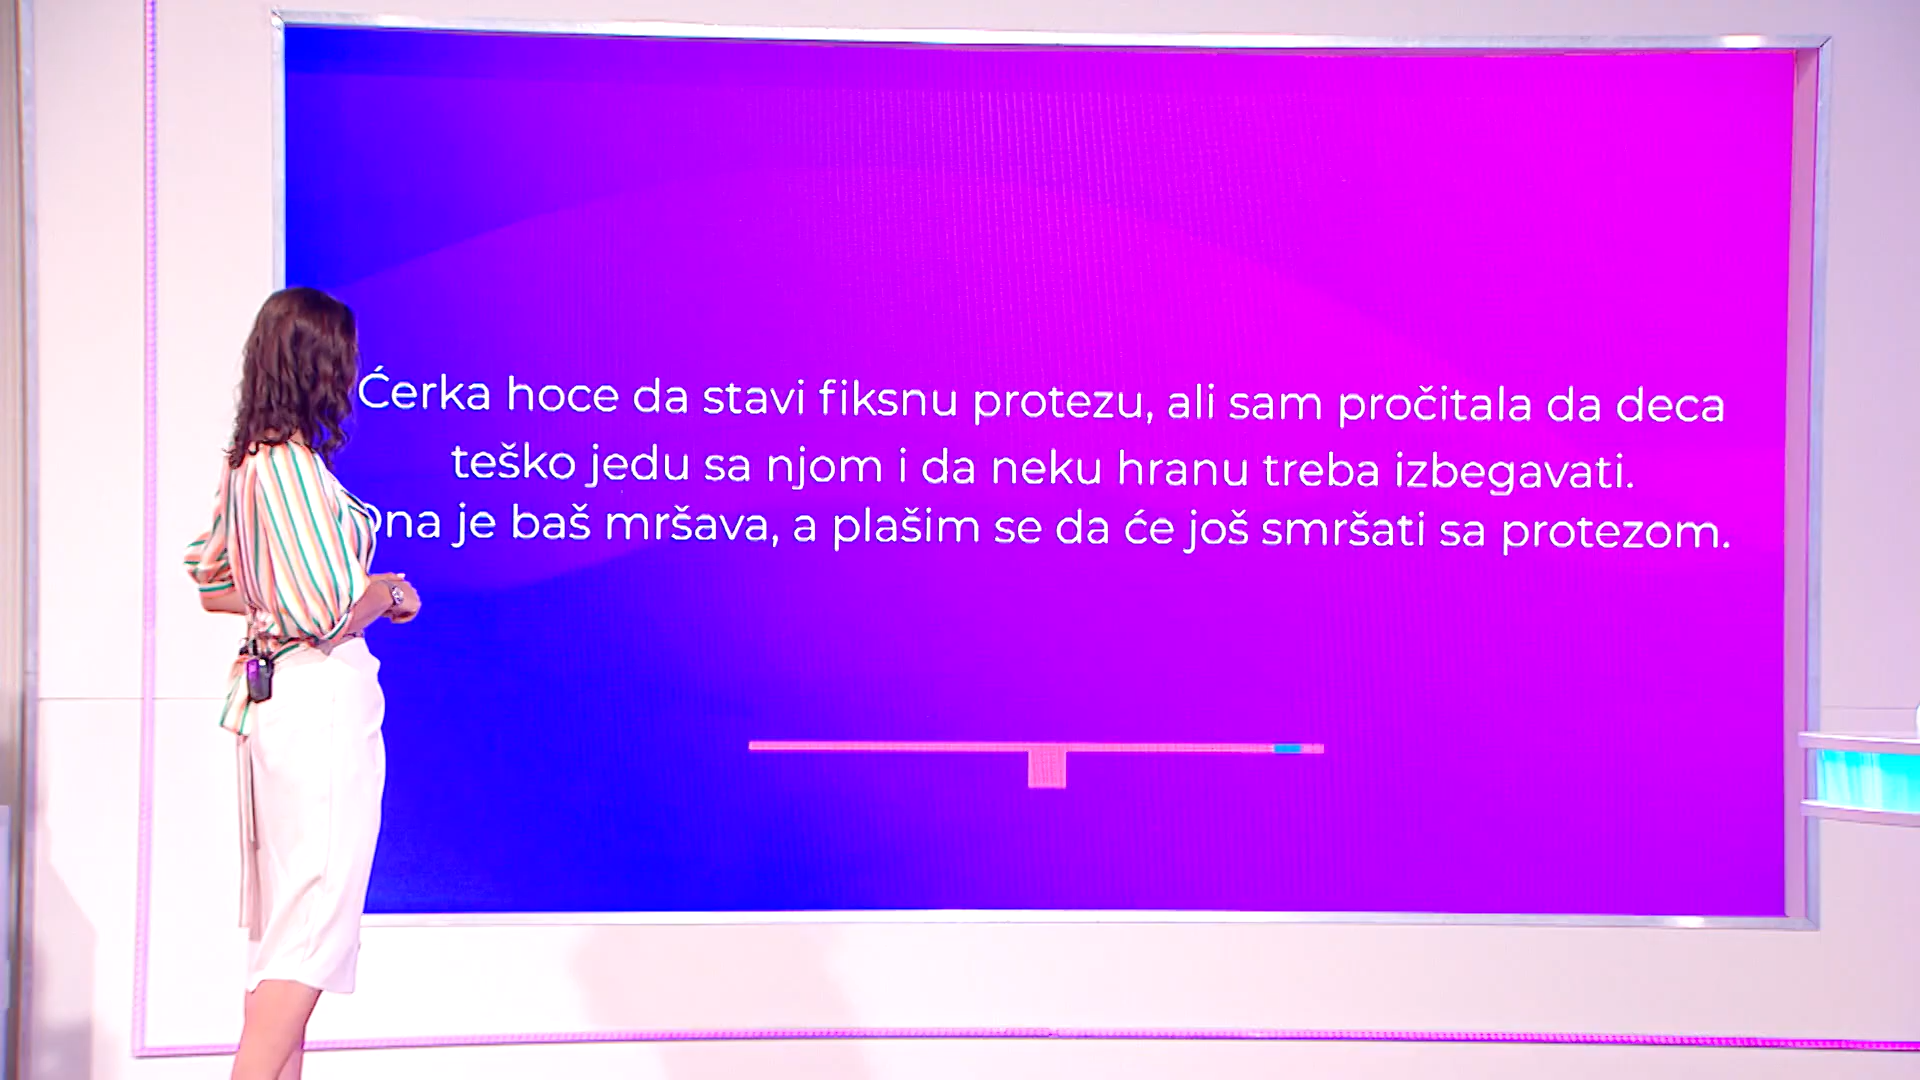 Ćerka hoce da stavi fiksnu protezu, ali sam pročitala da deca
teško jedu sa njom i da neku hranu treba izbegavati.
Ona je baš mršava, a plašim se da će još smršati sa protezom.